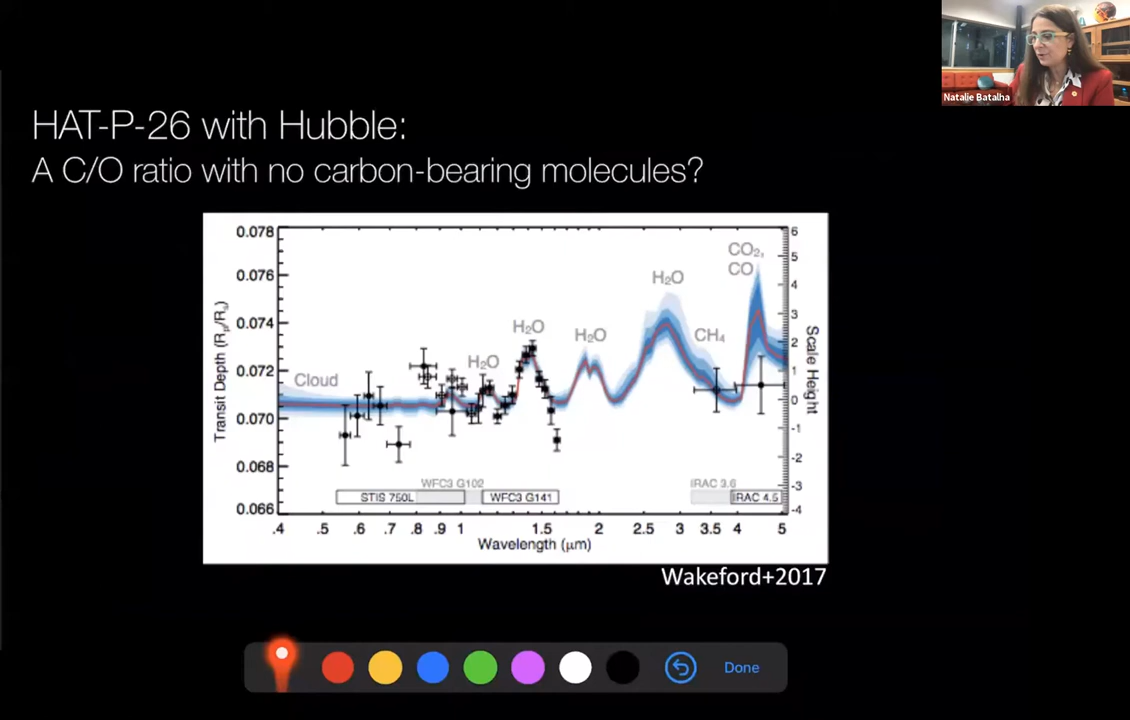 Natalie Batalha
HAT-P-26 with Hubble:
A C/O ratio with no carbon-bearing molecules?
0.078
0.076
0.074
0.072
0.070
0.068
0.066
Transit Depth (Rp/Rs)
6
5
4
3
2
1
0
-1
-2
-3
-4
Scale Height
CO₂,
CO
H₂O
H₂O
H₂O
CH₄
H₂O
Cloud
WFC3 G102
IRAC 3.6
STIS 750L
WFC3 G141
IRAC 4.5
.4 .5 .6 .7 .8 .9 1 1.5 2 2.5 3 3.5 4 5
Wavelength (μm)
Wakeford+2017
Done